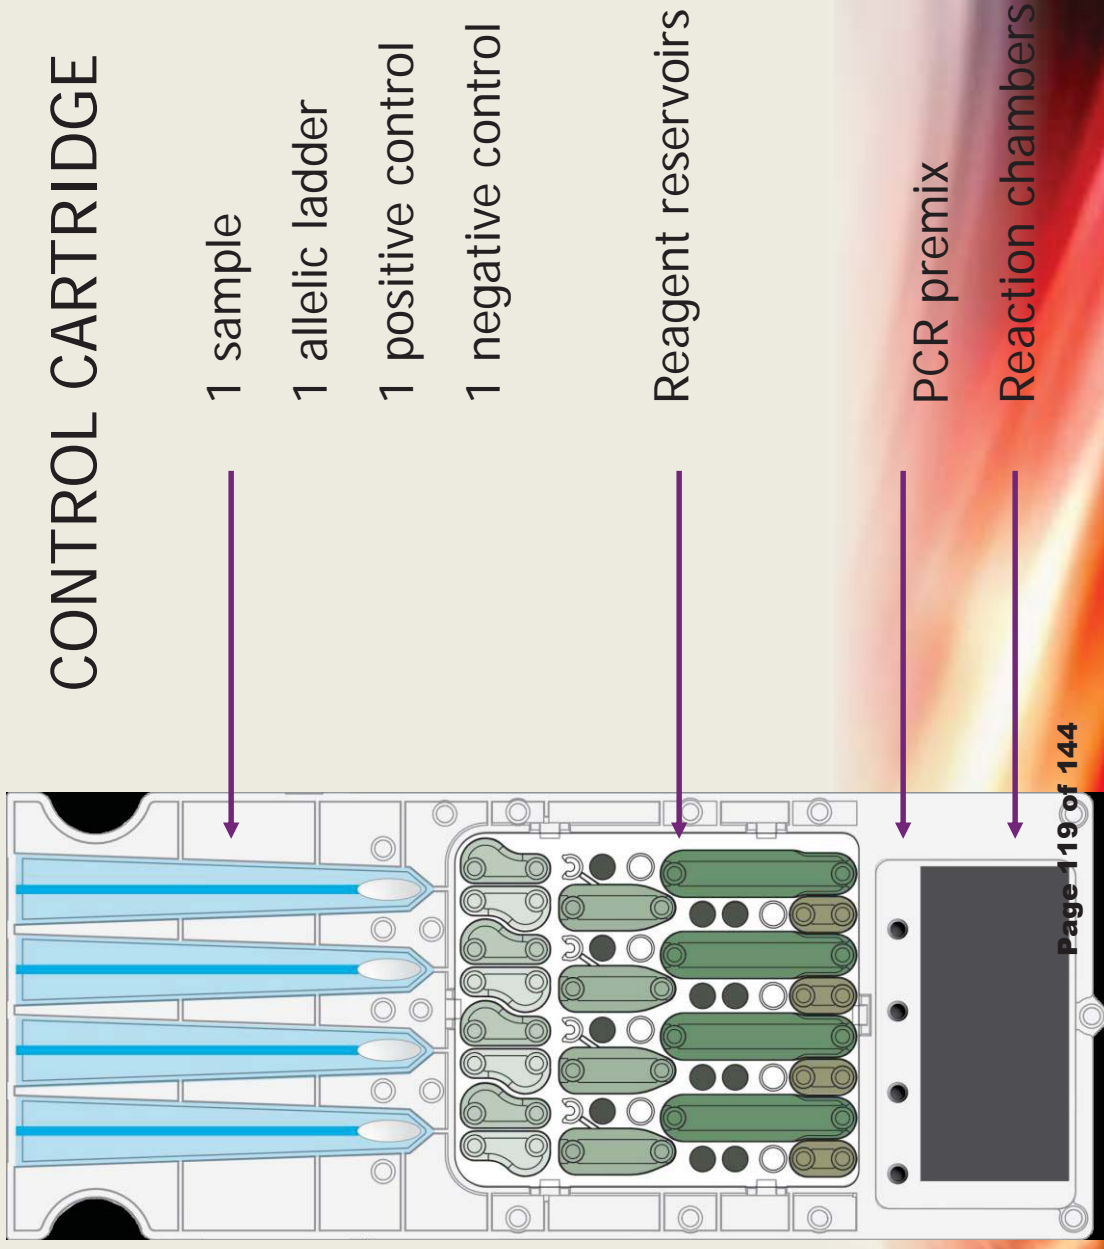 CONTROL CARTRIDGE
1 sample
1 allelic ladder
1 positive control
1 negative control
Reagent reservoirs
PCR premix
Reaction chambers
Page 119 of 144